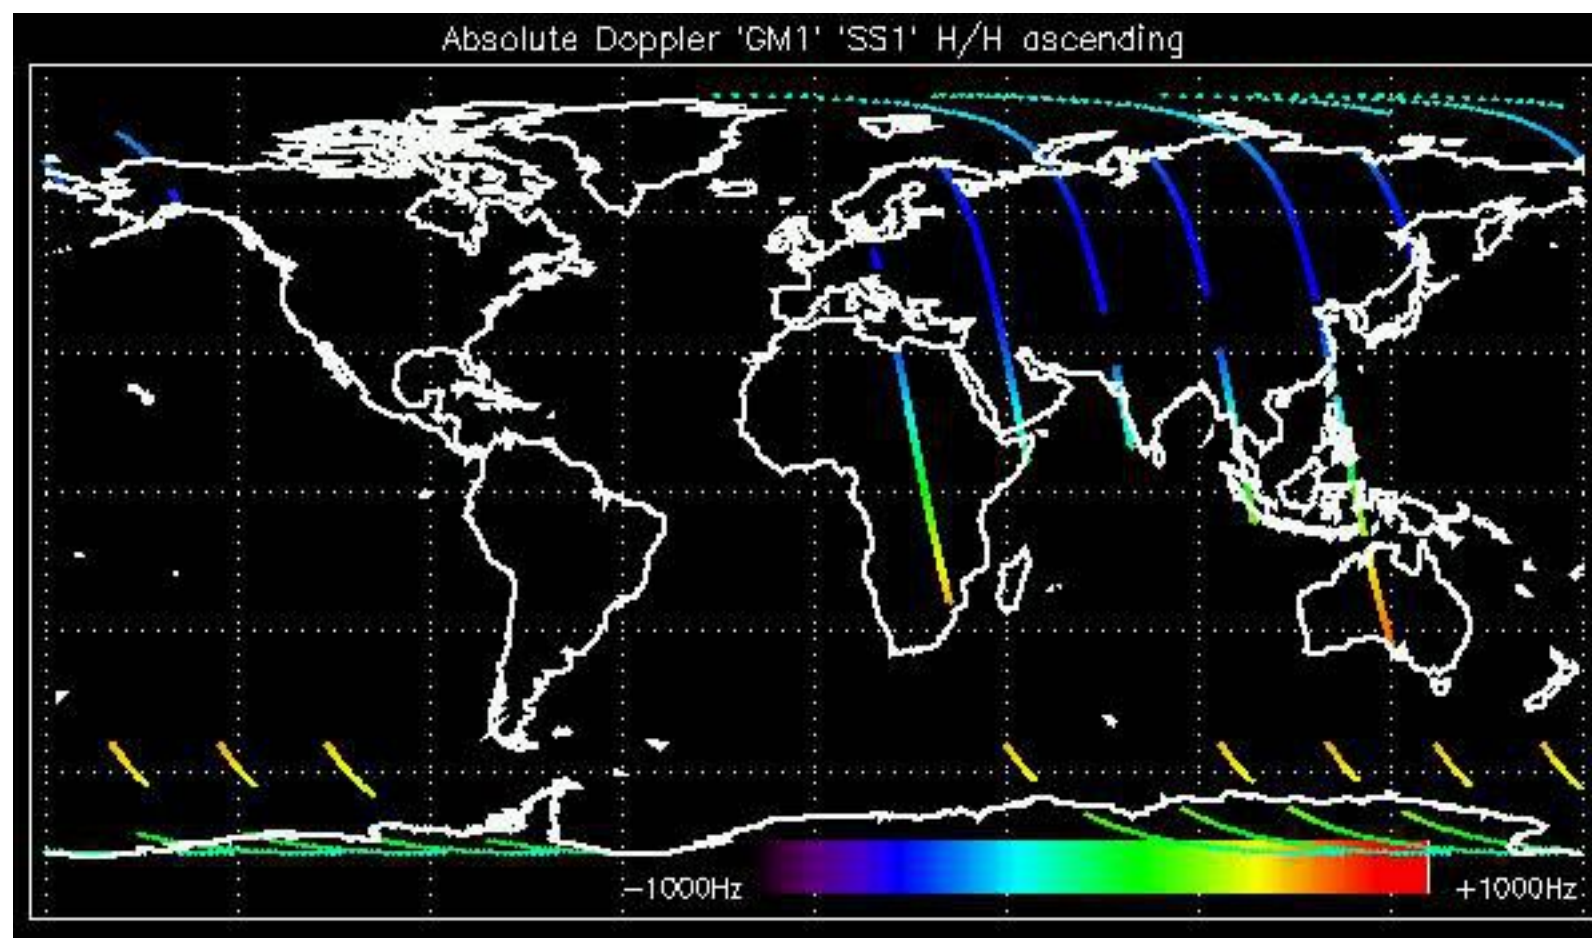 Absolute Doppler 'GM1' 'SS1' H/H ascending
-1000Hz
+1000Hz